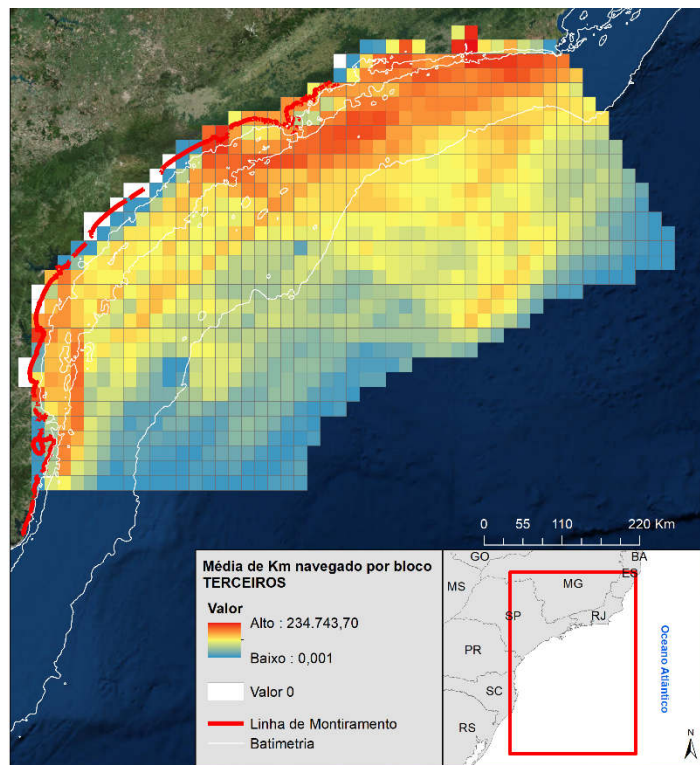 0 55 110 220 Km
Média de Km navegado por bloco
TERCEIROS
Valor
Alto : 234.743,70
Baixo : 0,001
Valor 0
Linha de Montiramento
Batimetria
GO
BA
MS
MG
ES
SP
RJ
PR
SC
RS
Oceano Atlântico
N